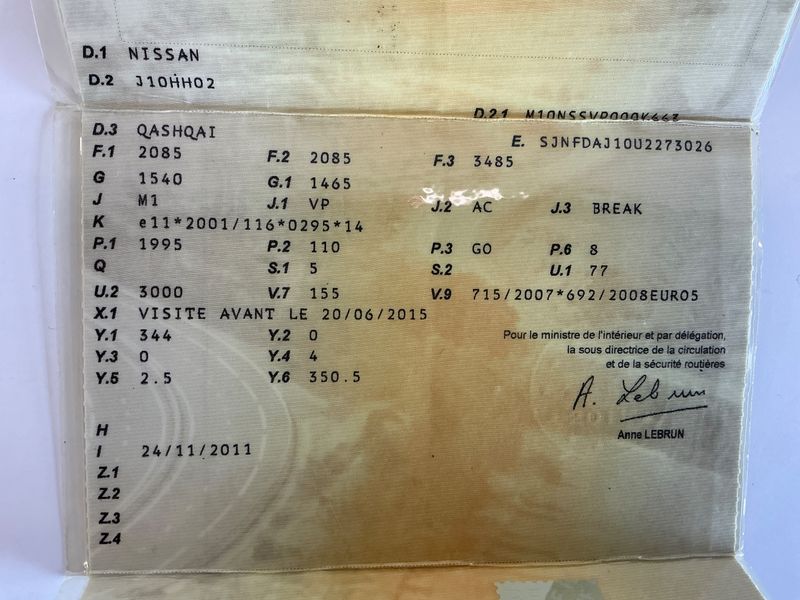 D.1 NISSAN
D.2 J10HH02
D.2.1
D.3 QASHQAI E. SJNFDAJ10U2273026
F.1 2085 F.2 2085 F.3 3485
G 1540 G.1 1465
J M1 J.1 VP J.2 AC J.3 BREAK
K e11*2001/116*0295*14
P.1 1995 P.2 110 P.3 GO P.6 8
Q S.1 5 S.2 U.1 77
U.2 3000 V.7 155 V.9 715/2007*692/2008EURO5
X.1 VISITE AVANT LE 20/06/2015
Y.1 344 Y.2 0
Y.3 0 Y.4 4
Y.5 2.5 Y.6 350.5
Pour le ministre de l'intérieur et par délégation,
la sous directrice de la circulation
et de la sécurité routières
A. Lebrun
Anne LEBRUN
H
I 24/11/2011
Z.1
Z.2
Z.3
Z.4